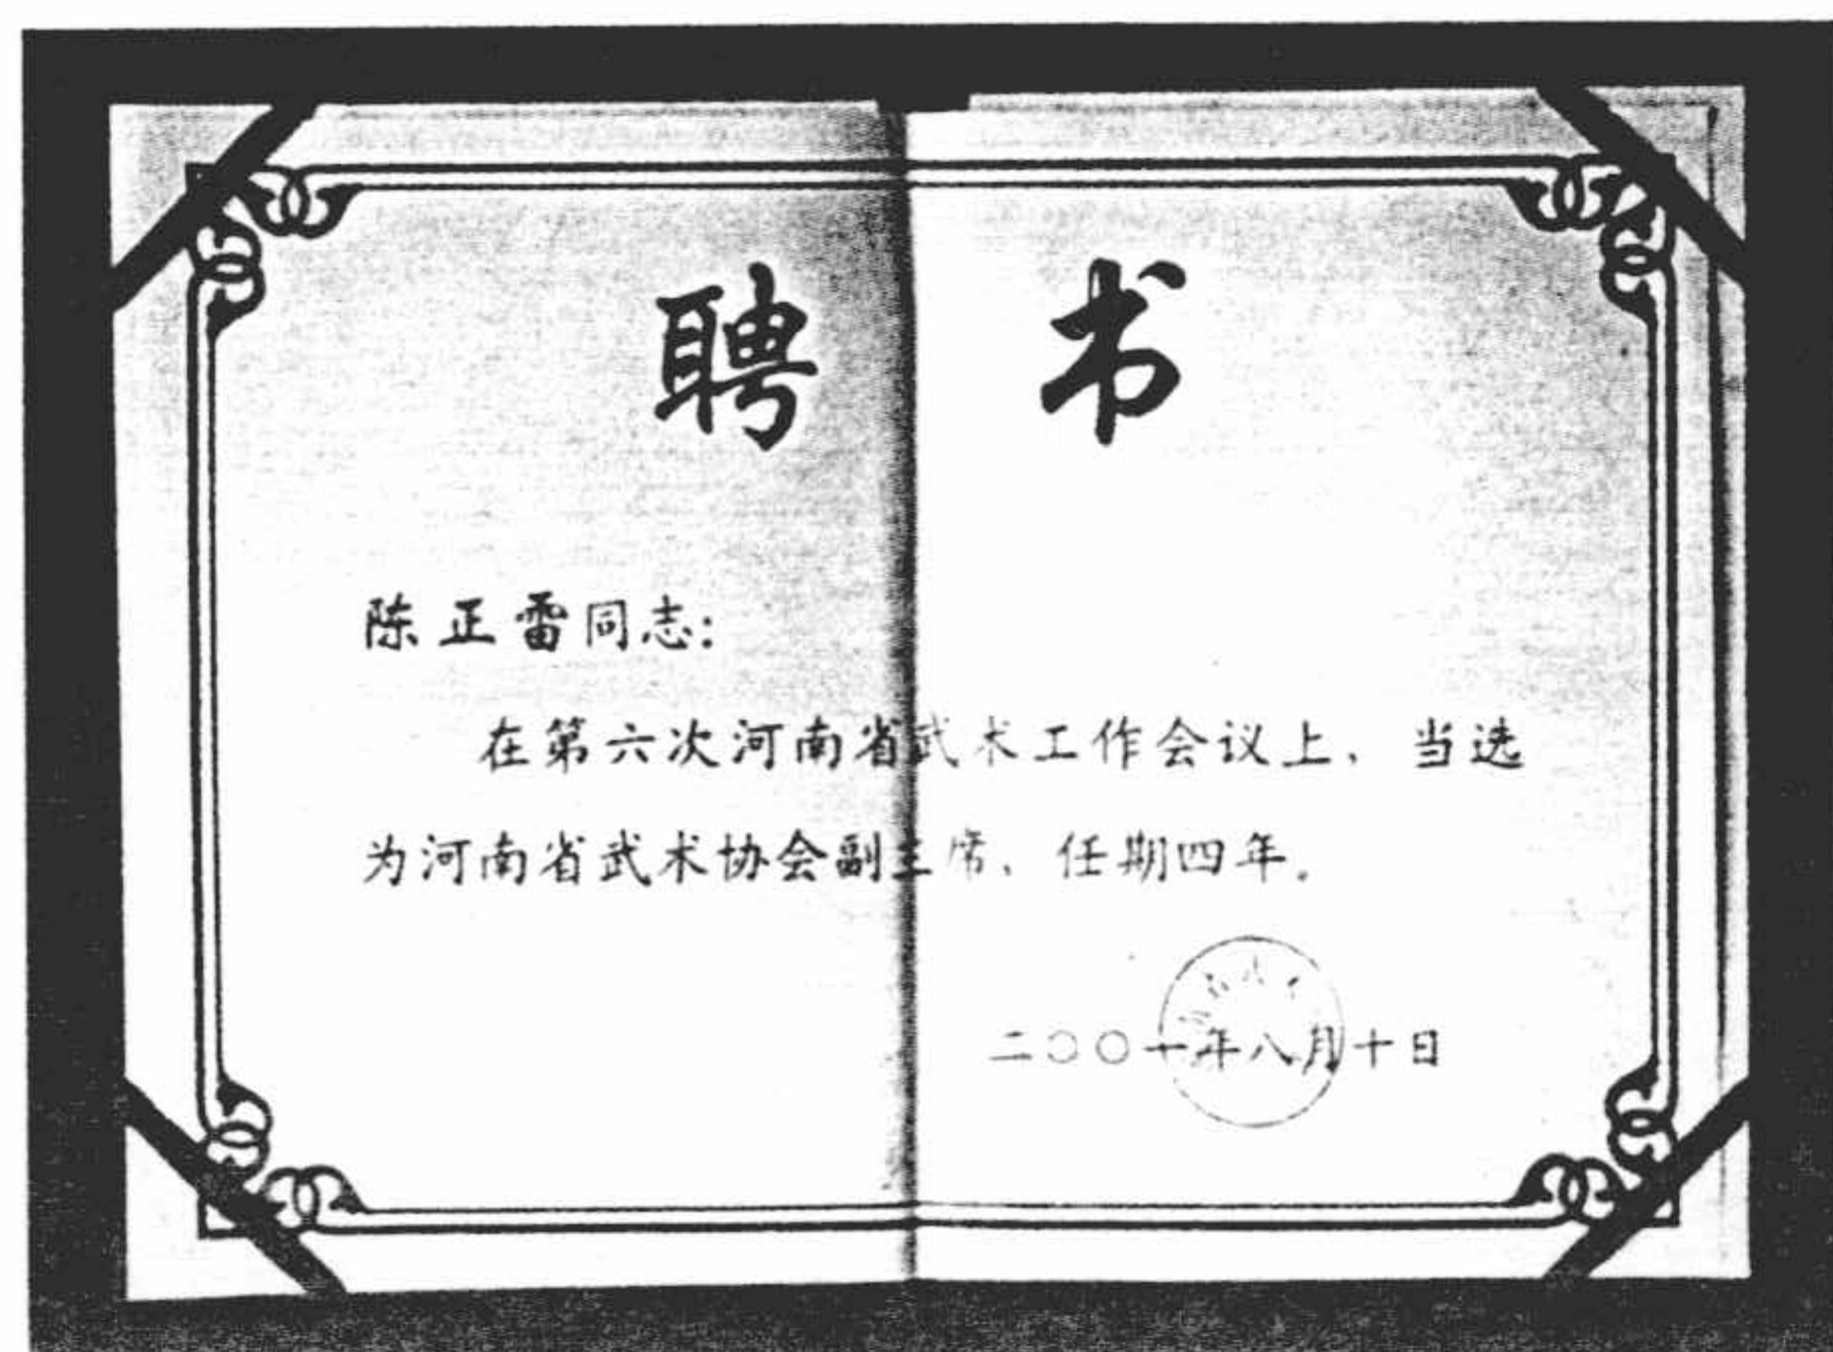 聘书
陈正雷同志：
在第六次河南省武术工作会议上，当选
为河南省武术协会副主席，任期四年。
二〇〇一年八月十日